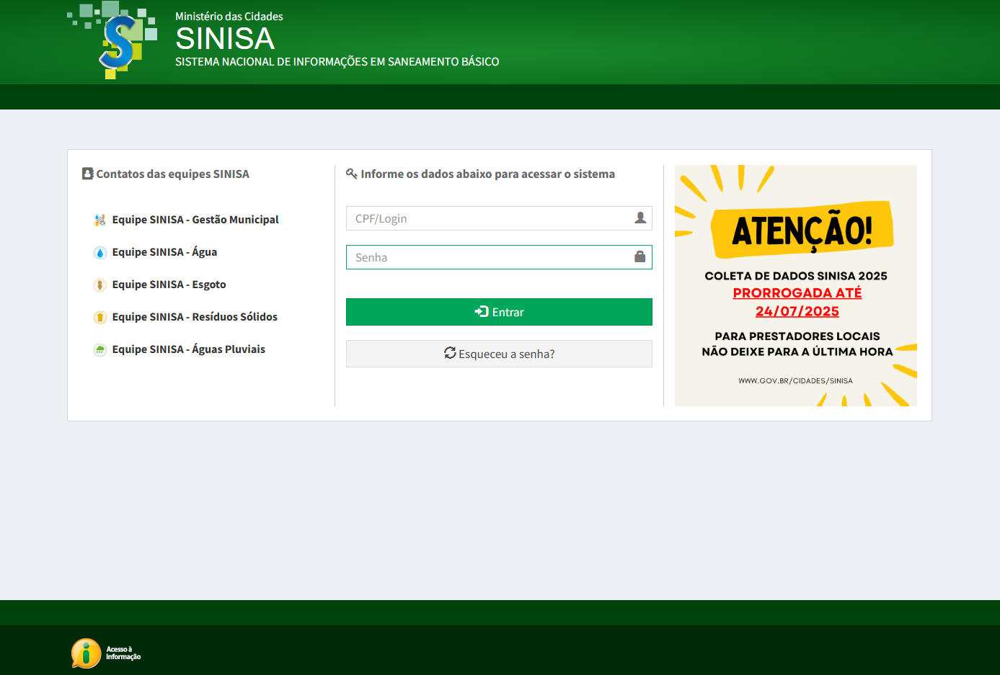 Ministério das Cidades
SINISA
SISTEMA NACIONAL DE INFORMAÇÕES EM SANEAMENTO BÁSICO
Contatos das equipes SINISA
Equipe SINISA - Gestão Municipal
Equipe SINISA - Água
Equipe SINISA - Esgoto
Equipe SINISA - Resíduos Sólidos
Equipe SINISA - Águas Pluviais
Informe os dados abaixo para acessar o sistema
CPF/Login
Senha
Entrar
Esqueceu a senha?
ATENÇÃO!
COLETA DE DADOS SINISA 2025
PRORROGADA ATÉ
24/07/2025
PARA PRESTADORES LOCAIS
NÃO DEIXE PARA A ÚLTIMA HORA
WWW.GOV.BR/CIDADES/SINISA
Acesso à
Informação